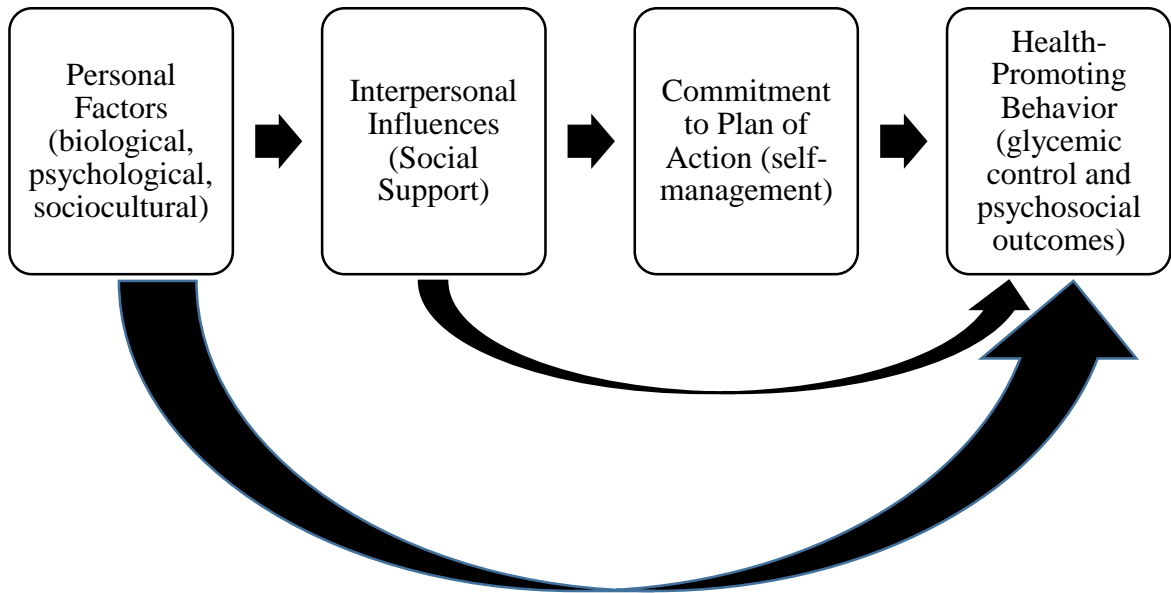 Personal
Factors
(biological,
psychological,
sociocultural)
Interpersonal
Influences
(Social
Support)
Commitment
to Plan of
Action (self-
management)
Health-
Promoting
Behavior
(glycemic
control and
psychosocial
outcomes)